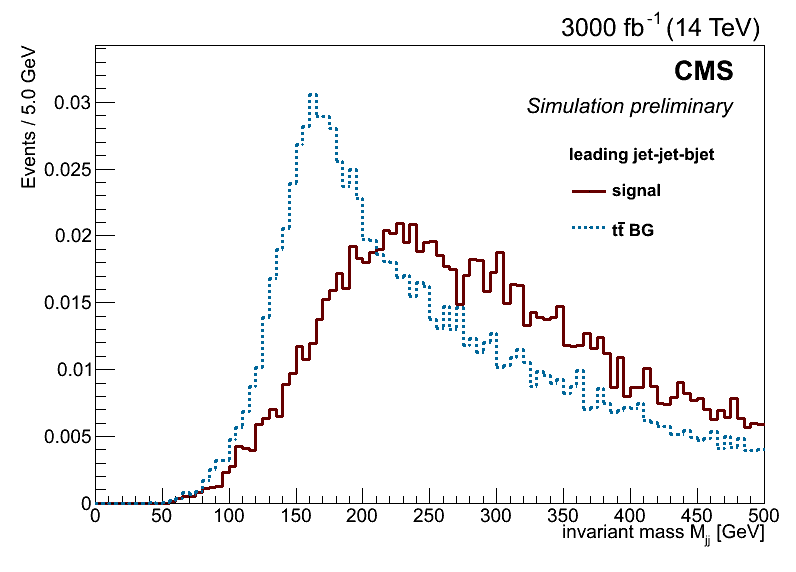 3000 fb⁻¹ (14 TeV)
CMS
Simulation preliminary
leading jet-jet-bjet
signal
tt̄ BG
Events / 5.0 GeV
0.03
0.025
0.02
0.015
0.01
0.005
0
0 50 100 150 200 250 300 350 400 450 500
invariant mass Mjj [GeV]